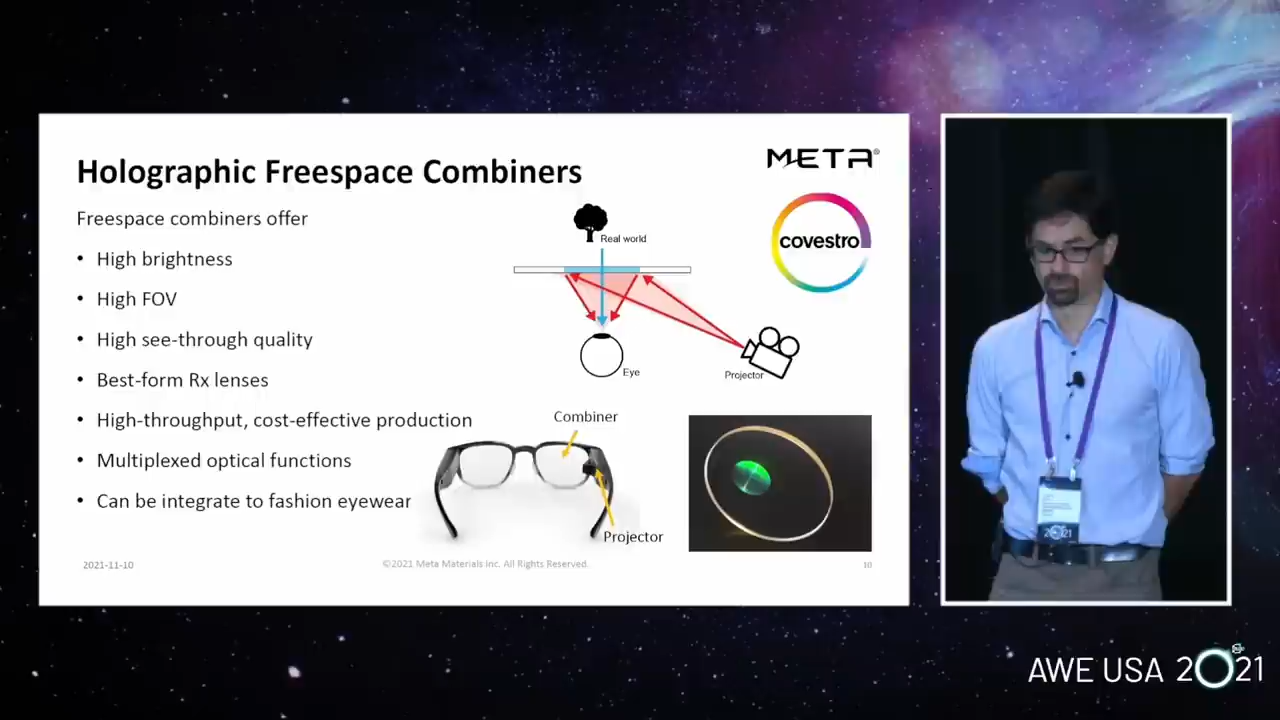 Holographic Freespace Combiners
META
covestro
Freespace combiners offer
• High brightness
• High FOV
• High see-through quality
• Best-form Rx lenses
• High-throughput, cost-effective production
• Multiplexed optical functions
• Can be integrate to fashion eyewear
Real world
Eye
Projector
Combiner
Projector
2021-11-10
©2021 Meta Materials Inc. All Rights Reserved.
10
2021
AWE USA 2021